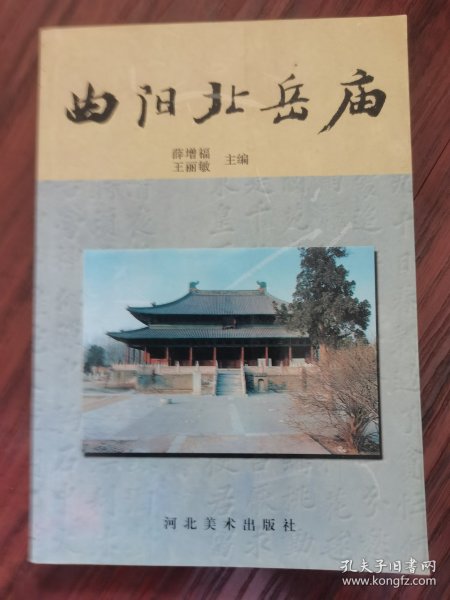 曲阳北岳庙
薛增福
王丽敏 主编
河北美术出版社
孔夫子旧书网
www.kongfz.com